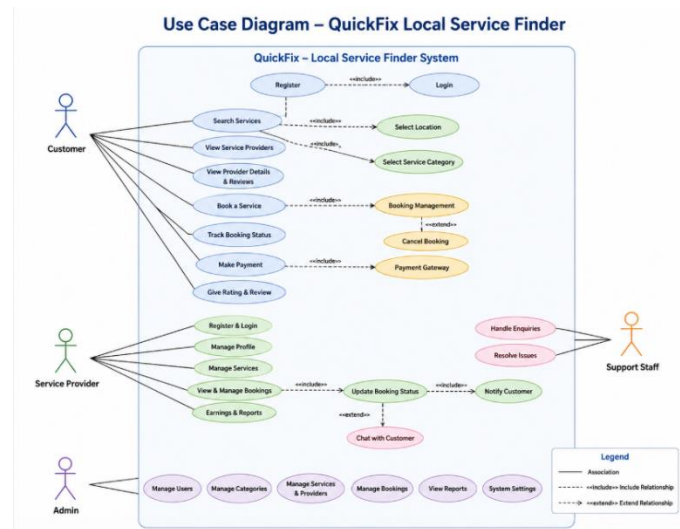 Use Case Diagram – QuickFix Local Service Finder
QuickFix – Local Service Finder System
Register
<<include>>
Login
Search Services
<<include>>
Select Location
<<include>>
Select Service Category
Customer
View Service Providers
View Provider Details
& Reviews
Book a Service
<<include>>
Booking Management
<<extend>>
Cancel Booking
Track Booking Status
Make Payment
<<include>>
Payment Gateway
Give Rating & Review
Register & Login
Manage Profile
Manage Services
View & Manage Bookings
Earnings & Reports
Service Provider
<<include>>
Update Booking Status
<<include>>
Notify Customer
<<extend>>
Chat with Customer
Handle Enquiries
Resolve Issues
Support Staff
Admin
Manage Users
Manage Categories
Manage Services
& Providers
Manage Bookings
View Reports
System Settings
Legend
Association
<<include>> Include Relationship
<<extend>> Extend Relationship